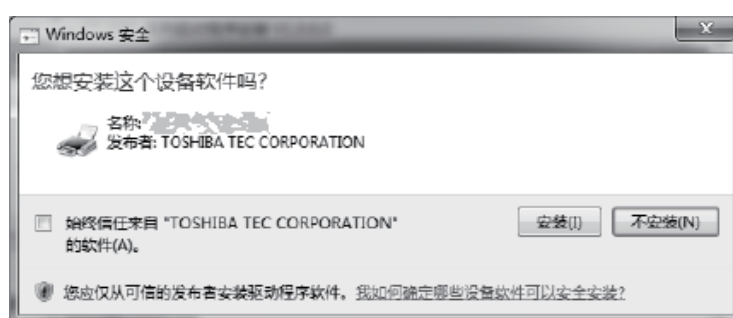 Windows 安全
您想安装这个设备软件吗?
名称:
发布者: TOSHIBA TEC CORPORATION
始终信任来自 "TOSHIBA TEC CORPORATION"
的软件(A)。
安装(I)
不安装(N)
您应仅从可信的发布者安装驱动程序软件。我如何确定哪些设备软件可以安全安装?